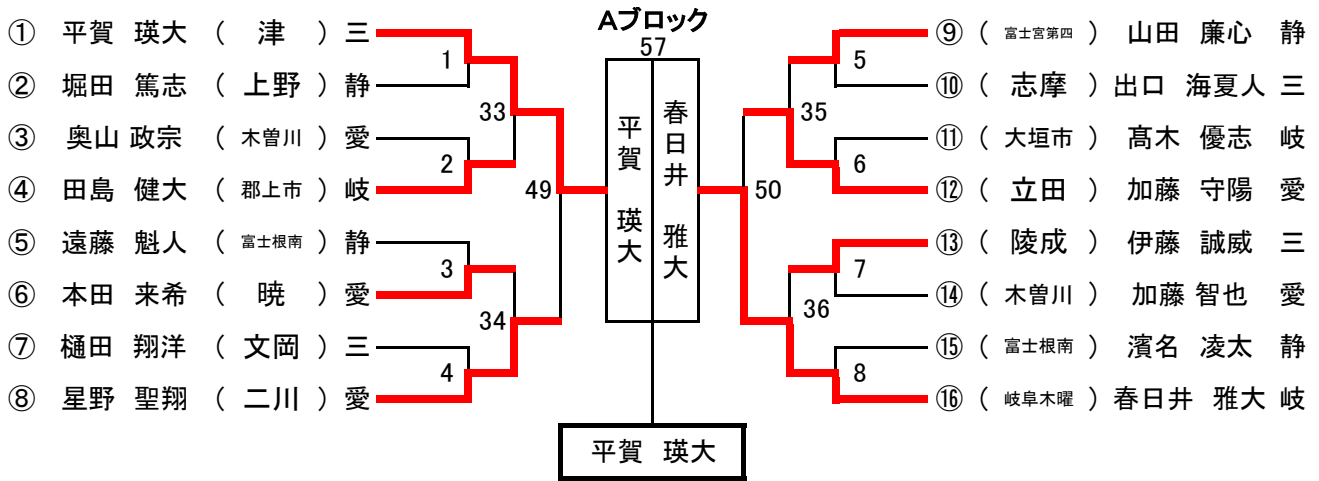 Aブロック
57
① 平賀 瑛大 ( 津 ) 三
② 堀田 篤志 ( 上野 ) 静
③ 奥山 政宗 ( 木曽川 ) 愛
④ 田島 健大 ( 郡上市 ) 岐
⑤ 遠藤 魁人 ( 富士根南 ) 静
⑥ 本田 来希 ( 暁 ) 愛
⑦ 樋田 翔洋 ( 文岡 ) 三
⑧ 星野 聖翔 ( 二川 ) 愛
1
2
3
4
33
34
49
平賀 瑛大
春日井 雅大
50
35
36
5
6
7
8
⑨ ( 富士宮第四 ) 山田 廉心 静
⑩ ( 志摩 ) 出口 海夏人 三
⑪ ( 大垣市 ) 髙木 優志 岐
⑫ ( 立田 ) 加藤 守陽 愛
⑬ ( 陵成 ) 伊藤 誠威 三
⑭ ( 木曽川 ) 加藤 智也 愛
⑮ ( 富士根南 ) 濱名 凌太 静
⑯ ( 岐阜木曜 ) 春日井 雅大 岐
平賀 瑛大